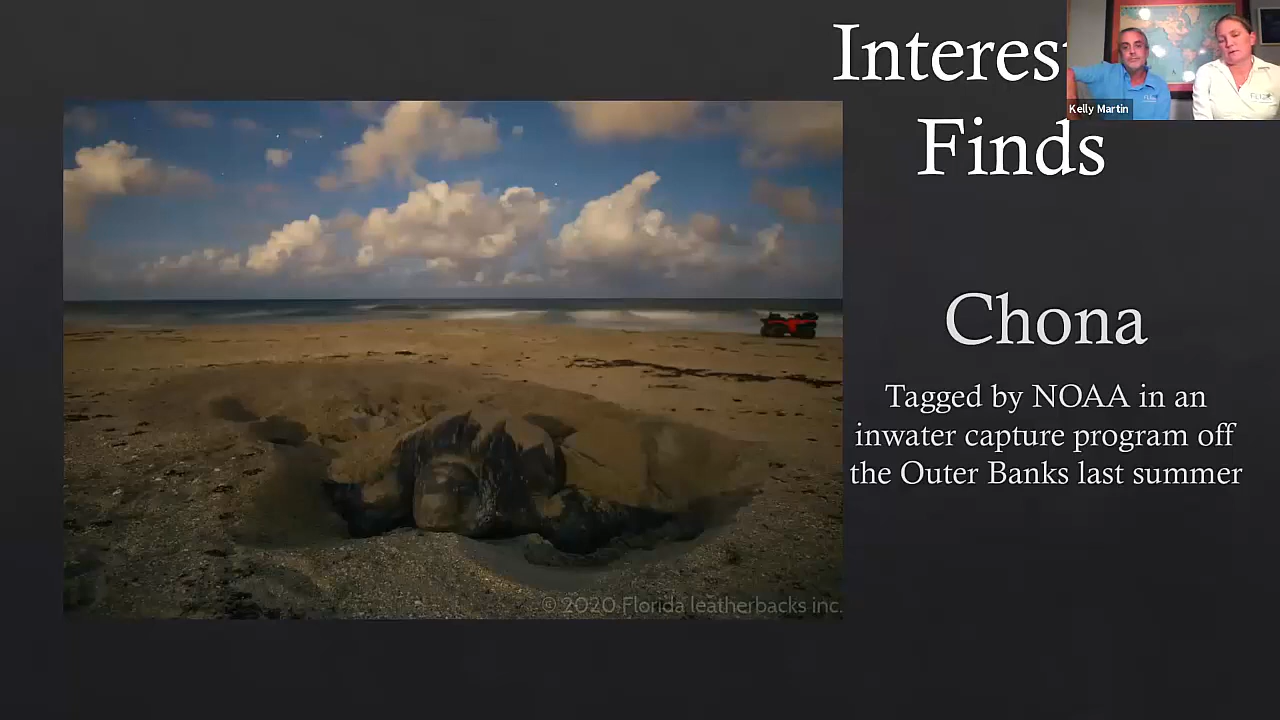 Interes
Finds
Kelly Martin
Chona
Tagged by NOAA in an
inwater capture program off
the Outer Banks last summer
© 2020 Florida leatherbacks inc.